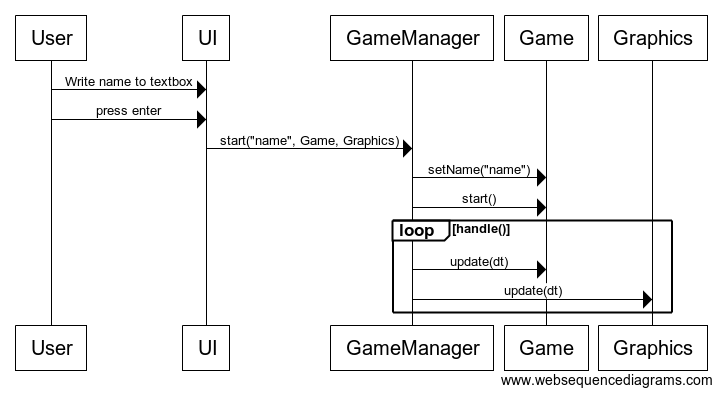 User UI GameManager Game Graphics
Write name to textbox
press enter
start("name", Game, Graphics)
setName("name")
start()
loop [handle()]
update(dt)
update(dt)
User UI GameManager Game Graphics
www.websequencediagrams.com